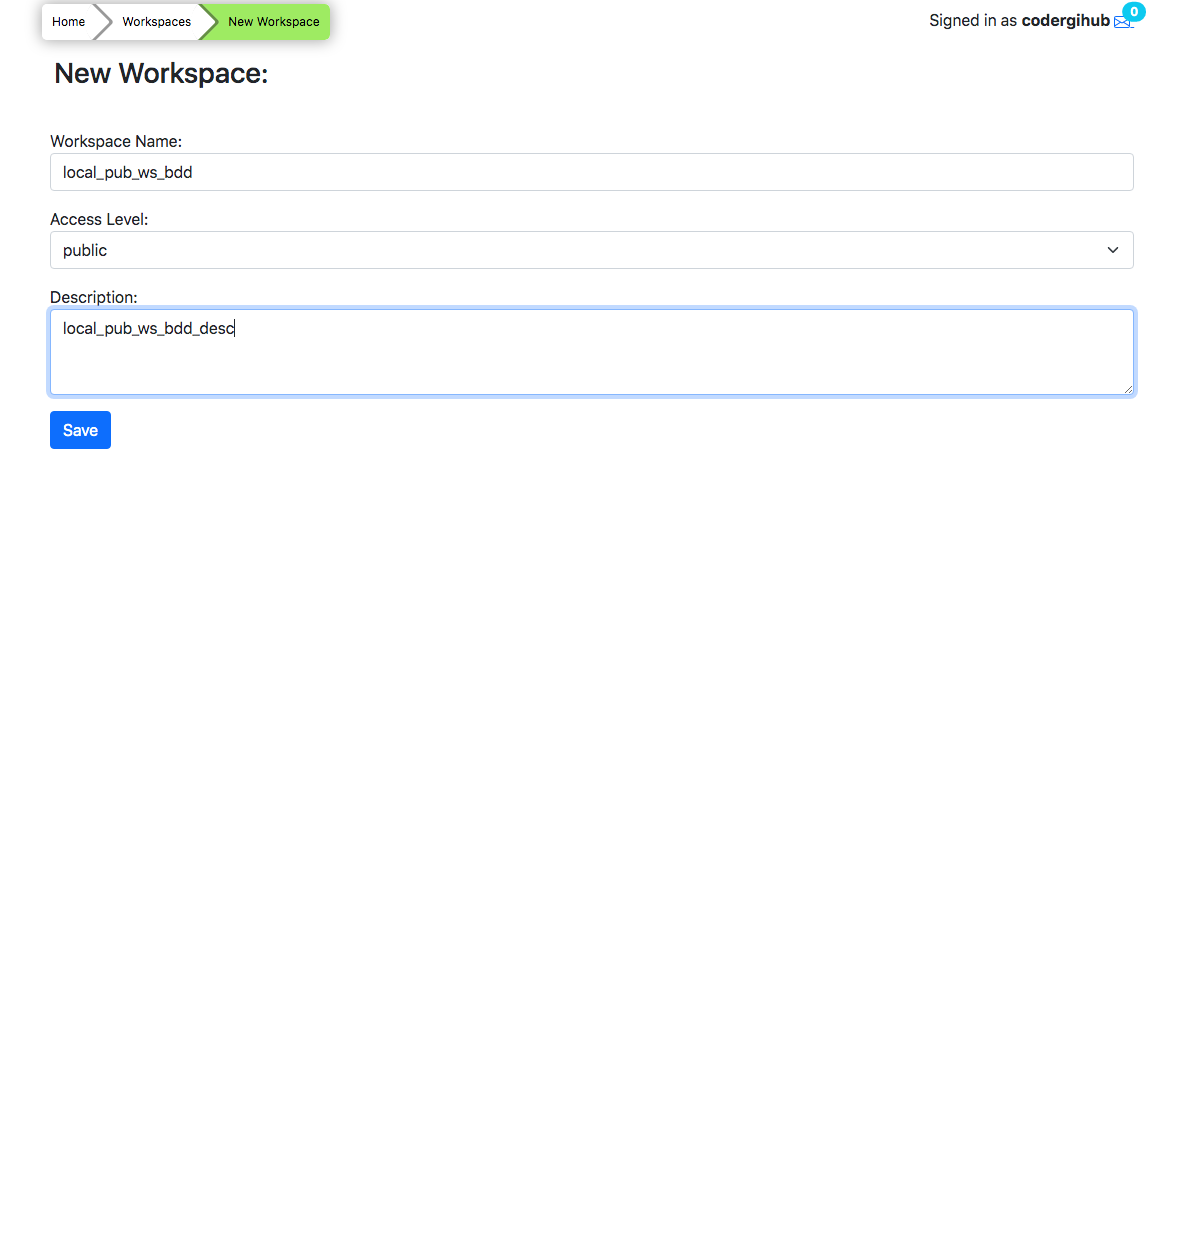 Home Workspaces New Workspace
Signed in as codergihub 0
New Workspace:
Workspace Name:
local_pub_ws_bdd
Access Level:
public
Description:
local_pub_ws_bdd_desc
Save